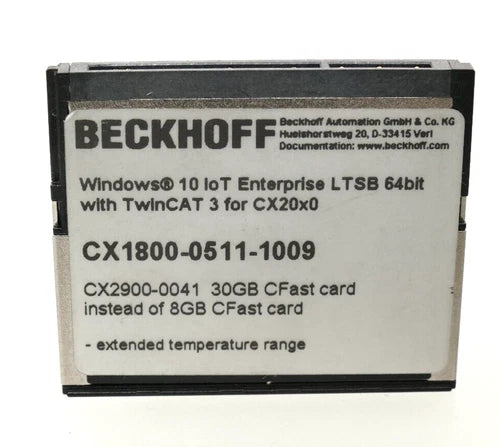 BECKHOFF
Beckhoff Automation GmbH & Co. KG
Huelshorstweg 20, D-33415 Verl
Documentation: www.beckhoff.com
Windows® 10 IoT Enterprise LTSB 64bit
with TwinCAT 3 for CX20x0
CX1800-0511-1009
CX2900-0041 30GB CFast card
instead of 8GB CFast card
- extended temperature range